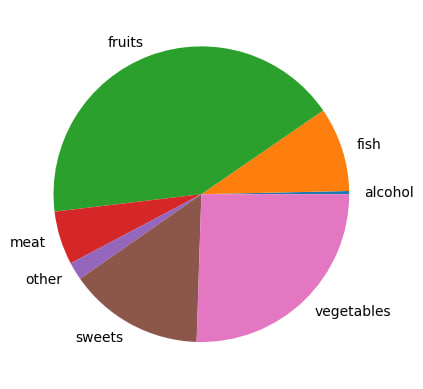 fruits
fish
alcohol
meat
other
vegetables
sweets